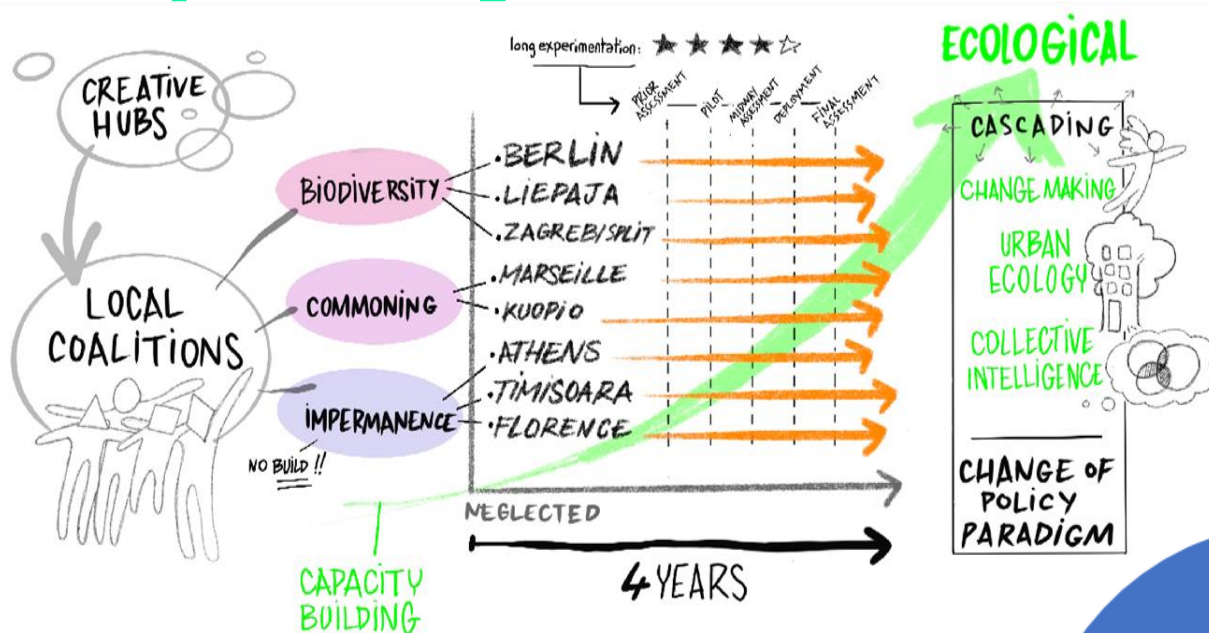 CREATIVE
HUBS
LOCAL
COALITIONS
BIODIVERSITY
COMMONING
IMPERMANENCE
NO BUILD !!
CAPACITY
BUILDING
long experimentation:
PRIOR
ASSESSMENT
PILOT
MIDWAY
ASSESSMENT
DEPLOYMENT
FINAL
ASSESSMENT
. BERLIN
. LIEPAJA
. ZAGREB/SPLIT
. MARSEILLE
. KUOPIO
. ATHENS
. TIMISOARA
. FLORENCE
NEGLECTED
4 YEARS
ECOLOGICAL
CASCADING
CHANGE MAKING
URBAN
ECOLOGY
COLLECTIVE
INTELLIGENCE
CHANGE OF
POLICY
PARADIGM